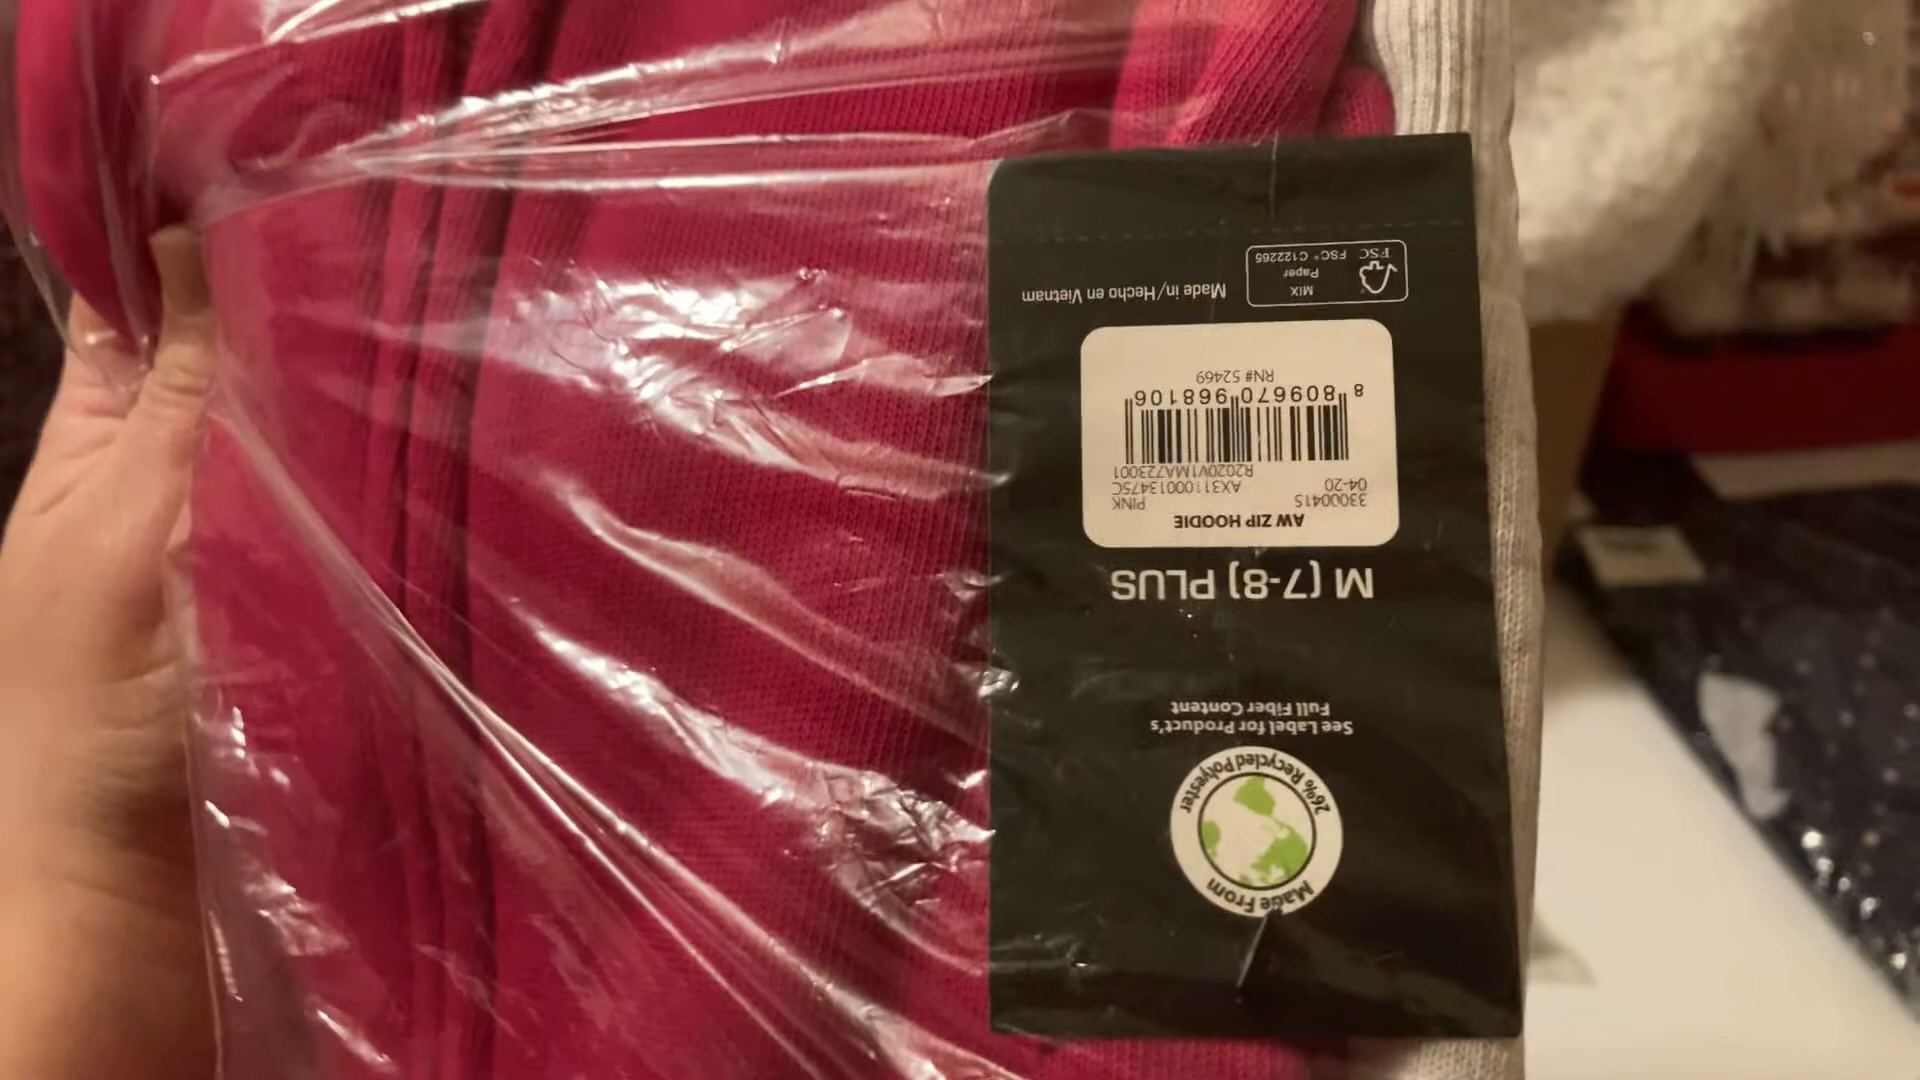 Made From
26% Recycled Polyester
See Label for Product's
Full Fiber Content
M (7-8) PLUS
AW ZIP HOODIE
33000415 PINK
04-20 AX3110001347SC
R2020V1MA723001
8 809670 968106
RN# 52469
Made in/Hecho en Vietnam
MIX
Paper
FSC FSC® C122265